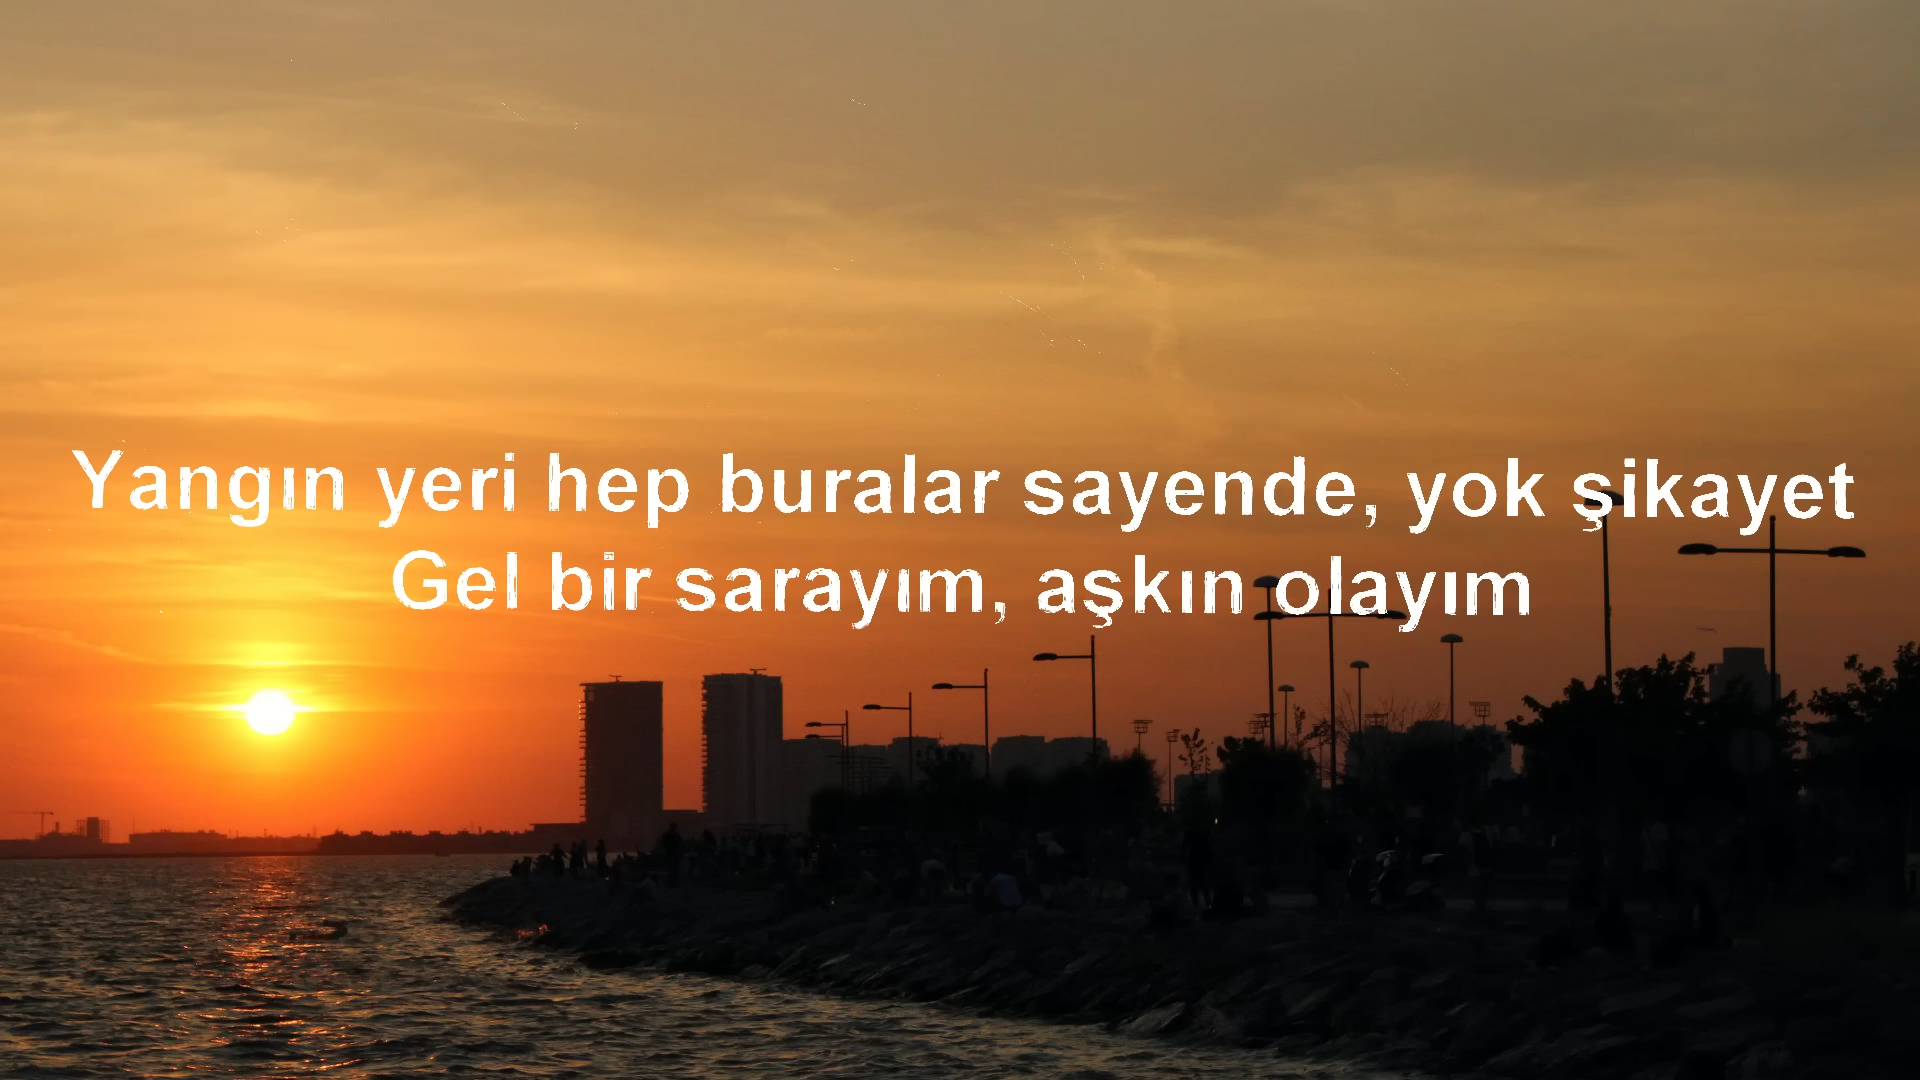 Yangın yeri hep buralar sayende, yok şikayet
Gel bir sarayım, aşkın olayım